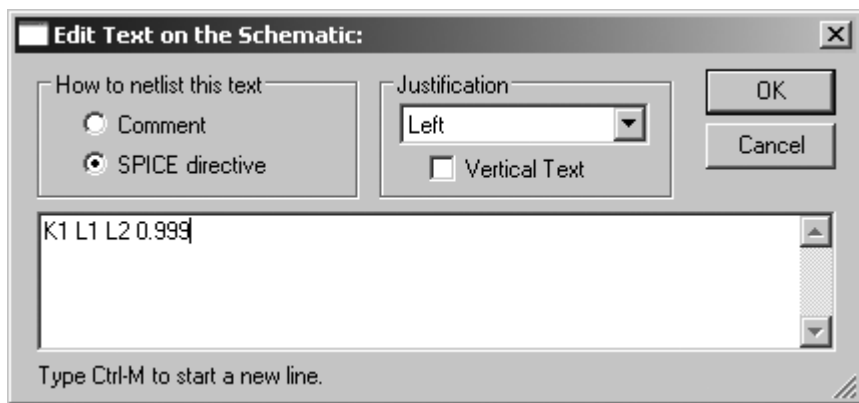 Edit Text on the Schematic:
How to netlist this text
Comment
SPICE directive
Justification
Left
Vertical Text
OK
Cancel
K1 L1 L2 0.999
Type Ctrl-M to start a new line.